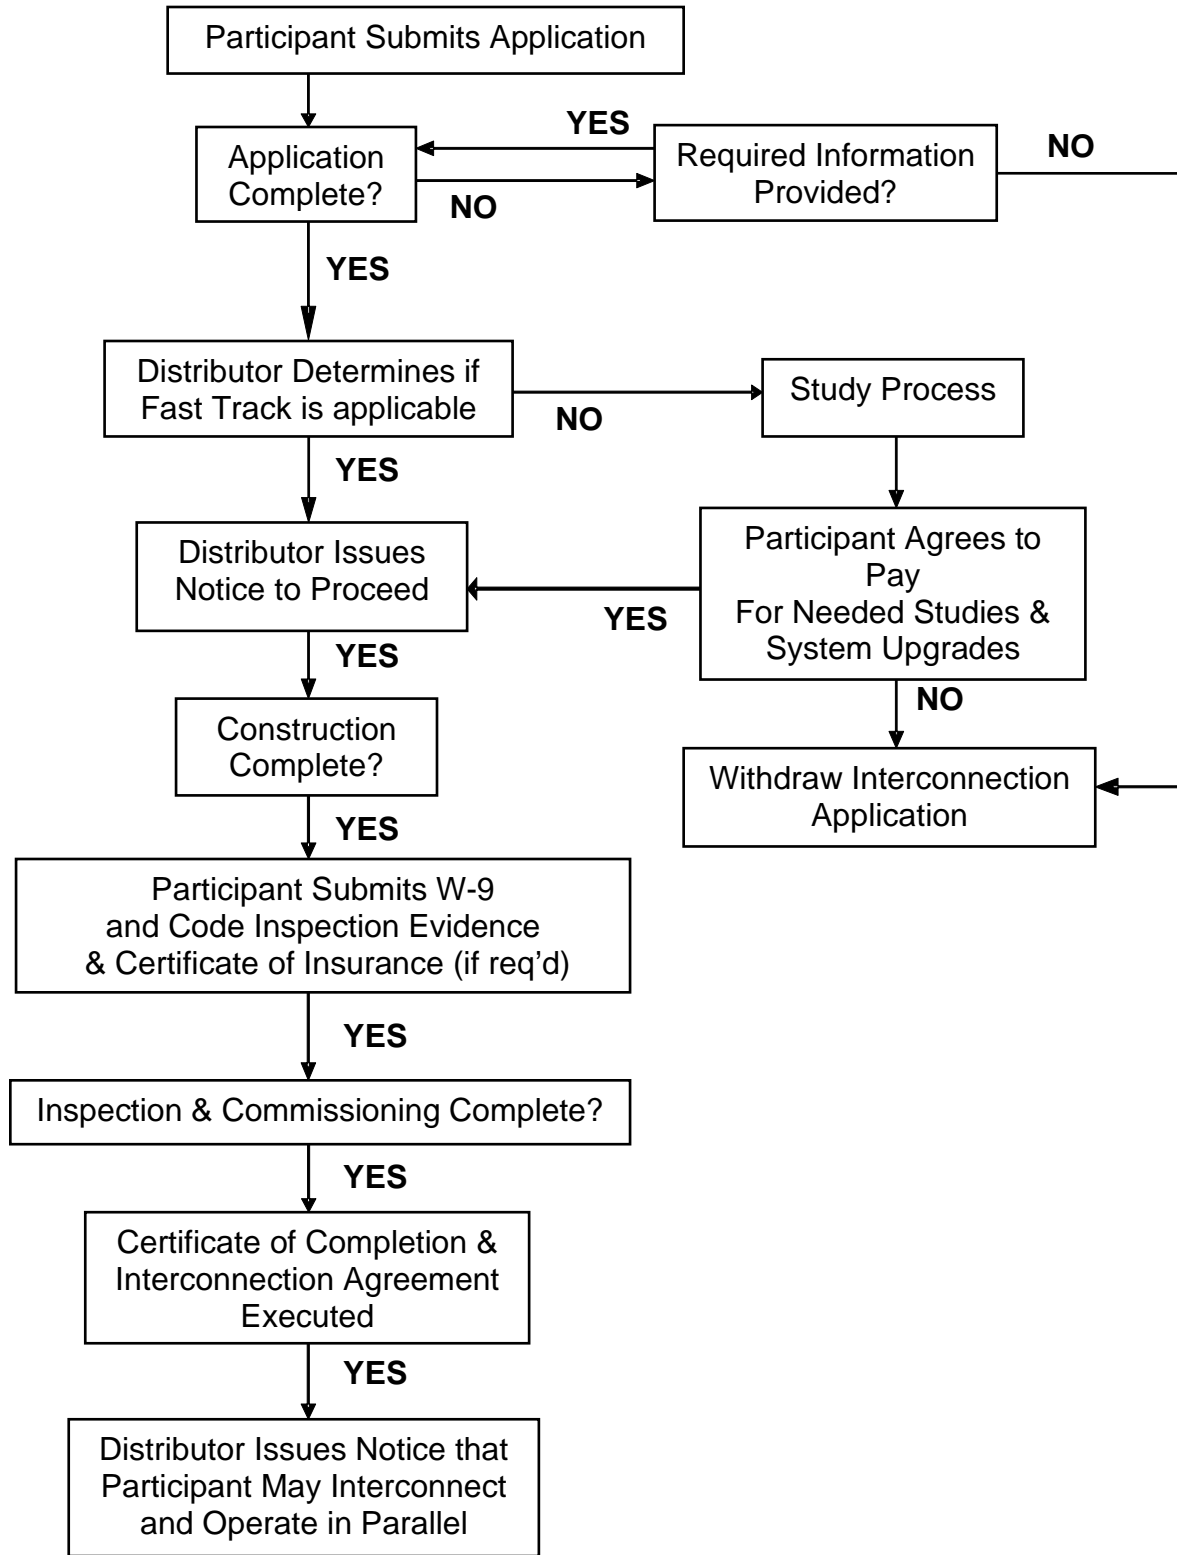 Participant Submits Application
YES
NO
Application
Complete?
Required Information
Provided?
NO
YES
Distributor Determines if
Fast Track is applicable
NO
Study Process
YES
Distributor Issues
Notice to Proceed
YES
Participant Agrees to
Pay
For Needed Studies &
System Upgrades
YES
NO
Construction
Complete?
Withdraw Interconnection
Application
YES
Participant Submits W-9
and Code Inspection Evidence
& Certificate of Insurance (if req'd)
YES
Inspection & Commissioning Complete?
YES
Certificate of Completion &
Interconnection Agreement
Executed
YES
Distributor Issues Notice that
Participant May Interconnect
and Operate in Parallel